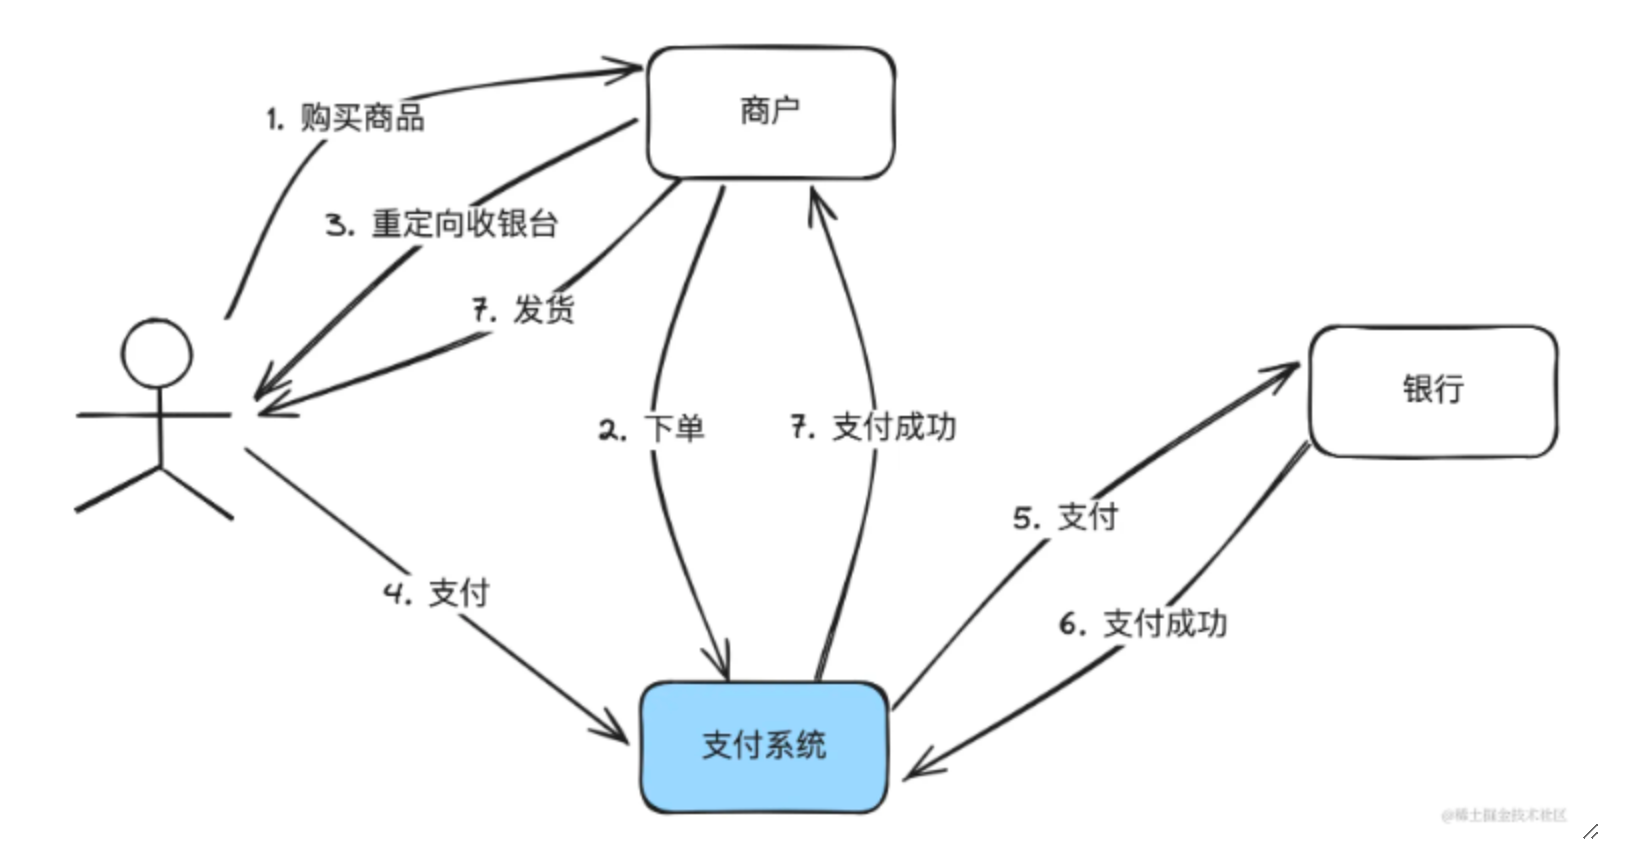 商户
1. 购买商品
3. 重定向收银台
7. 发货
银行
2. 下单
7. 支付成功
5. 支付
4. 支付
6. 支付成功
支付系统
@稀土掘金技术社区